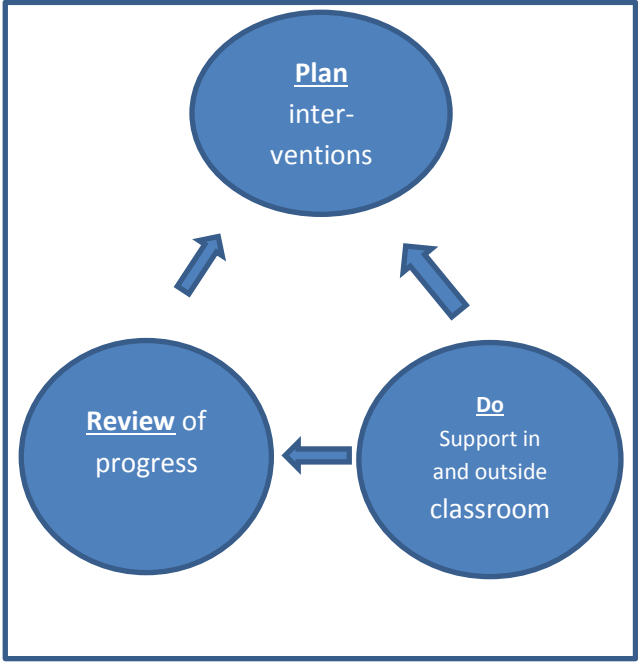 Plan
inter-
ventions
Review of
progress
Do
Support in
and outside
classroom